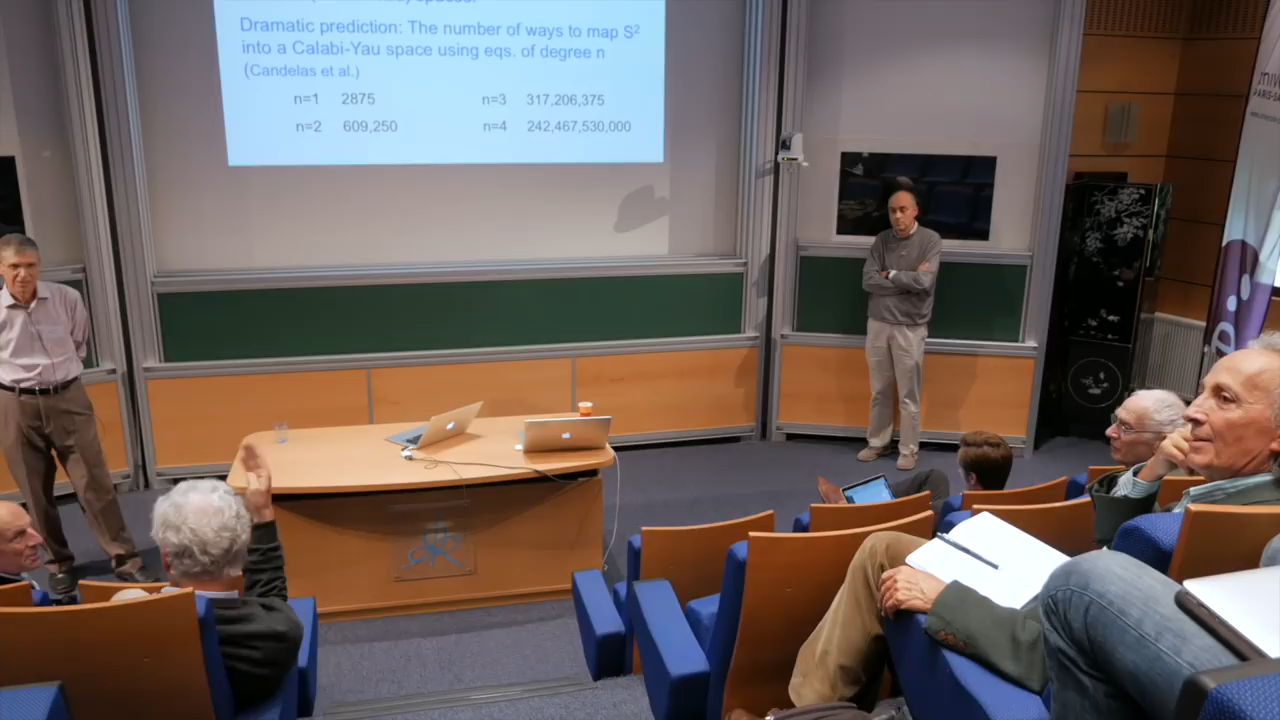 Dramatic prediction: The number of ways to map S²
into a Calabi-Yau space using eqs. of degree n
(Candelas et al.)
n=1 2875 n=3 317,206,375
n=2 609,250 n=4 242,467,530,000